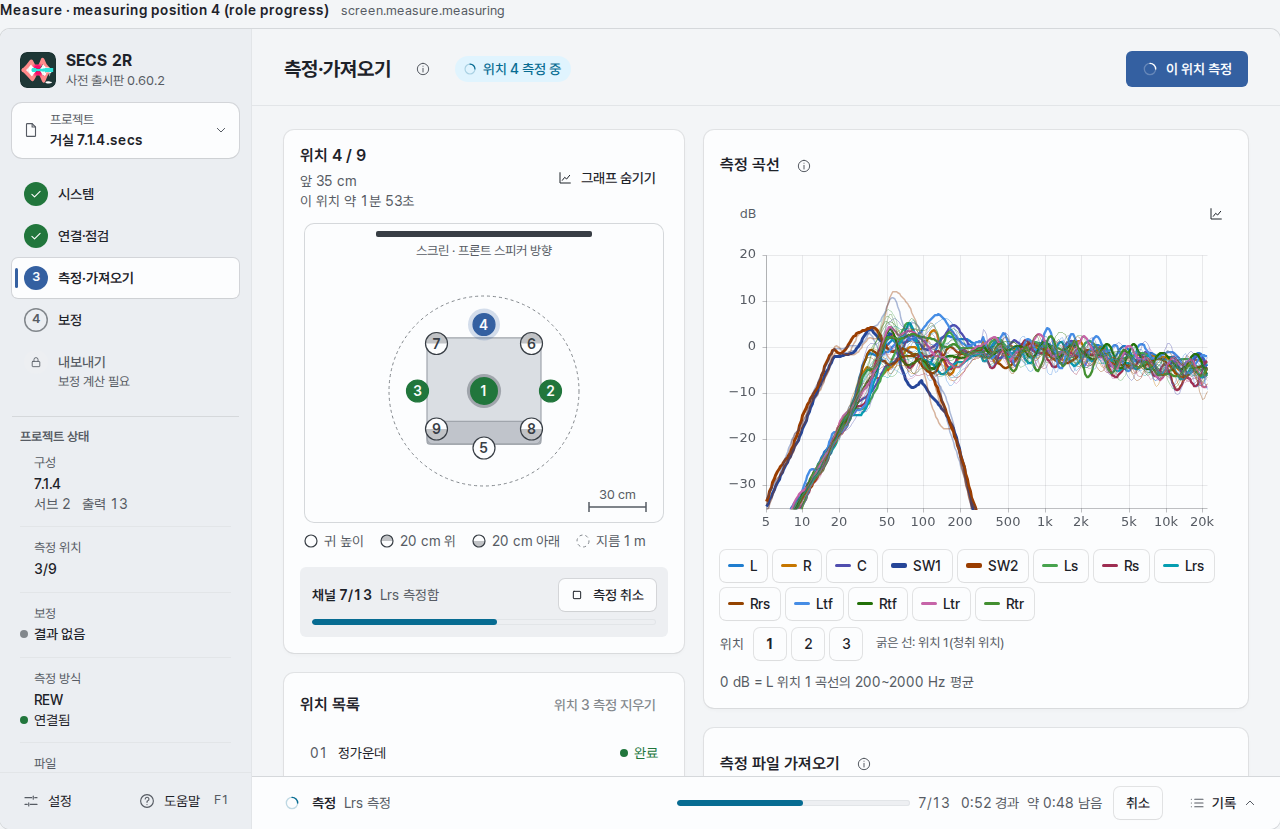 Measure · measuring position 4 (role progress) screen.measure.measuring
SECS 2R
사전 출시판 0.60.2
프로젝트
거실 7.1.4.secs
시스템
연결·점검
3 측정·가져오기
4 보정
내보내기
보정 계산 필요
프로젝트 상태
구성
7.1.4
서브 2 출력 13
측정 위치
3/9
보정
결과 없음
측정 방식
REW
연결됨
파일
설정
도움말 F1
측정·가져오기
위치 4 측정 중
이 위치 측정
위치 4 / 9
앞 35 cm
이 위치 약 1분 53초
그래프 숨기기
스크린 · 프론트 스피커 방향
4
7 6
3 1 2
9 8
5
30 cm
귀 높이 20 cm 위 20 cm 아래 지름 1 m
채널 7/13 Lrs 측정함
측정 취소
위치 목록
위치 3 측정 지우기
01 정가운데
완료
측정 곡선
dB
20
10
0
−10
−20
−30
5 10 20 50 100 200 500 1k 2k 5k 10k 20k
L R C SW1 SW2 Ls Rs Lrs
Rrs Ltf Rtf Ltr Rtr
위치 1 2 3 굵은 선: 위치 1(청취 위치)
0 dB = L 위치 1 곡선의 200~2000 Hz 평균
측정 파일 가져오기
측정 Lrs 측정
7/13 0:52 경과 약 0:48 남음
취소
기록